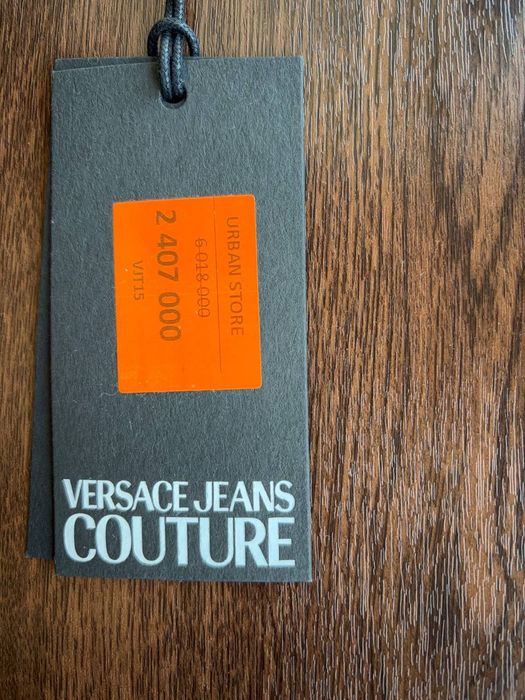 URBAN STORE
6 018 000
2 407 000
VJT15
VERSACE JEANS
COUTURE